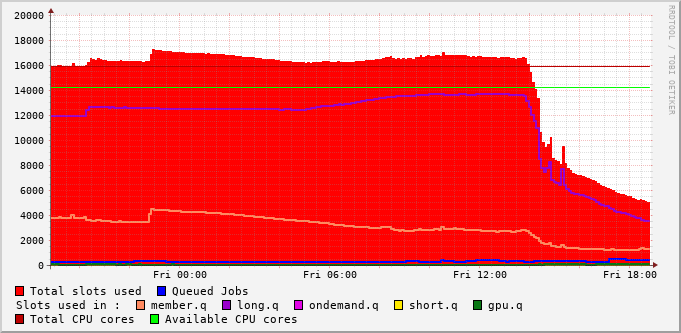 20000
18000
16000
14000
12000
10000
8000
6000
4000
2000
0
Fri 00:00 Fri 06:00 Fri 12:00 Fri 18:00
RRDTOOL / TOBI OETIKER
Total slots used Queued Jobs
Slots used in : member.q long.q ondemand.q short.q gpu.q
Total CPU cores Available CPU cores